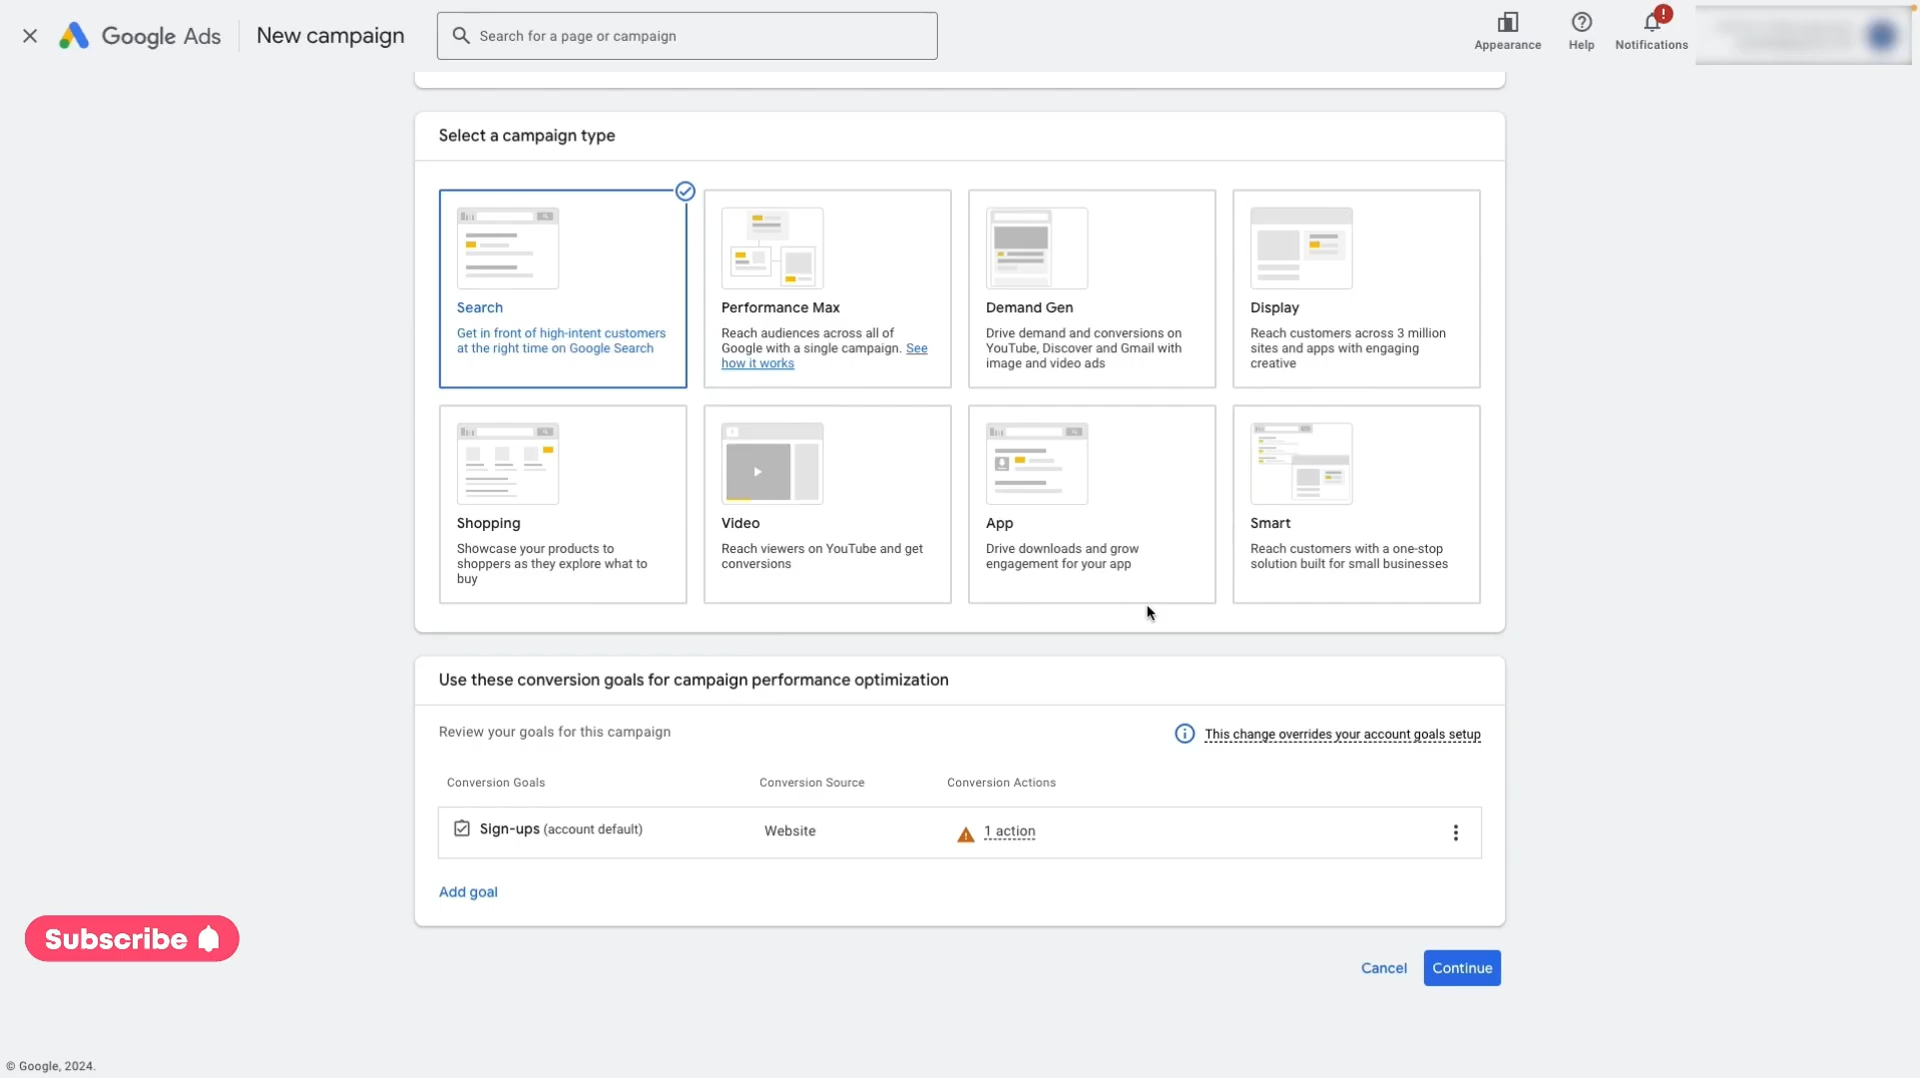 Google Ads
New campaign
Search for a page or campaign
Appearance
Help
!
Notifications
Select a campaign type
Search
Get in front of high-intent customers
at the right time on Google Search
Performance Max
Reach audiences across all of
Google with a single campaign. See
how it works
Demand Gen
Drive demand and conversions on
YouTube, Discover and Gmail with
image and video ads
Display
Reach customers across 3 million
sites and apps with engaging
creative
Shopping
Showcase your products to
shoppers as they explore what to
buy
Video
Reach viewers on YouTube and get
conversions
App
Drive downloads and grow
engagement for your app
Smart
Reach customers with a one-stop
solution built for small businesses
Use these conversion goals for campaign performance optimization
Review your goals for this campaign
This change overrides your account goals setup
Conversion Goals
Conversion Source
Conversion Actions
Sign-ups (account default)
Website
1 action
Add goal
Subscribe
Cancel
Continue
© Google, 2024.